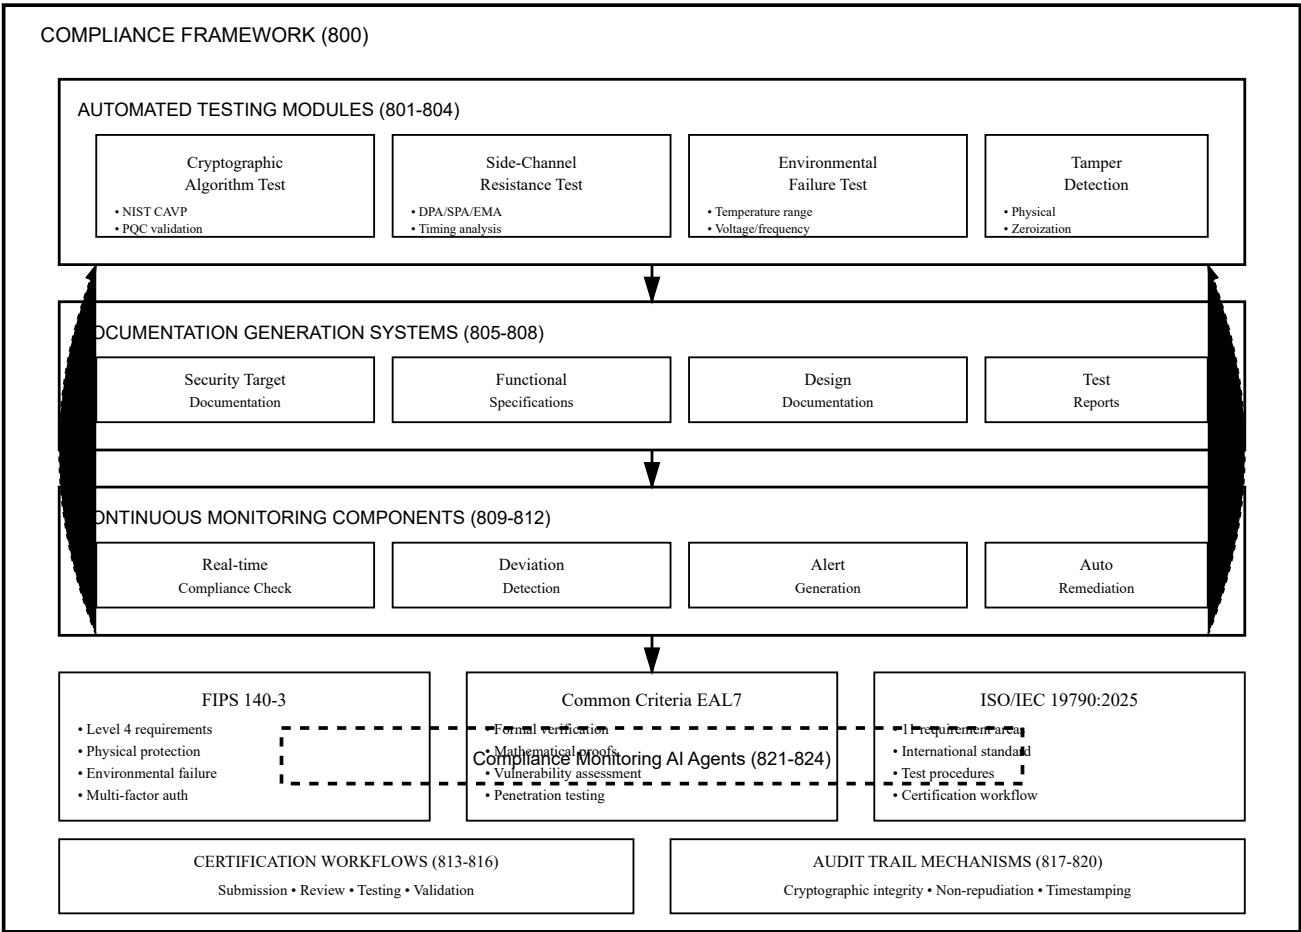 COMPLIANCE FRAMEWORK (800)
AUTOMATED TESTING MODULES (801-804)
Cryptographic
Algorithm Test
• NIST CAVP
• PQC validation
Side-Channel
Resistance Test
• DPA/SPA/EMA
• Timing analysis
Environmental
Failure Test
• Temperature range
• Voltage/frequency
Tamper
Detection
• Physical
• Zeroization
OCUMENTATION GENERATION SYSTEMS (805-808)
Security Target
Documentation
Functional
Specifications
Design
Documentation
Test
Reports
ONTINUOUS MONITORING COMPONENTS (809-812)
Real-time
Compliance Check
Deviation
Detection
Alert
Generation
Auto
Remediation
FIPS 140-3
• Level 4 requirements
• Physical protection
• Environmental failure
• Multi-factor auth
Common Criteria EAL7
• Formal verification
• Mathematical proofs
• Vulnerability assessment
• Penetration testing
ISO/IEC 19790:2025
• 11 requirement areas
• International standard
• Test procedures
• Certification workflow
Compliance Monitoring AI Agents (821-824)
CERTIFICATION WORKFLOWS (813-816)
Submission • Review • Testing • Validation
AUDIT TRAIL MECHANISMS (817-820)
Cryptographic integrity • Non-repudiation • Timestamping